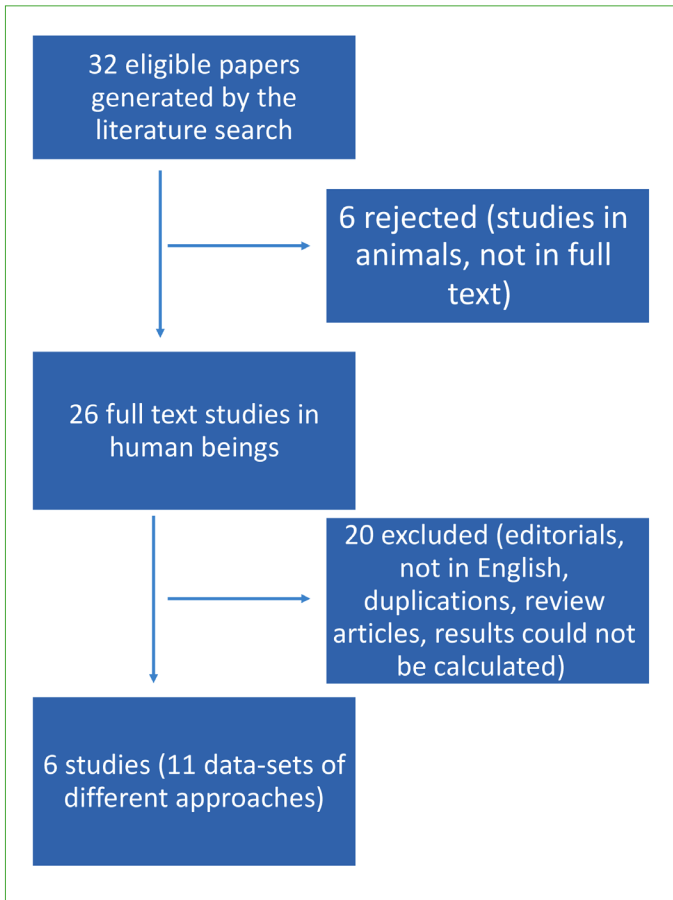 32 eligible papers
generated by the
literature search
6 rejected (studies in
animals, not in full
text)
26 full text studies in
human beings
20 excluded (editorials,
not in English,
duplications, review
articles, results could not
be calculated)
6 studies (11 data-sets of
different approaches)